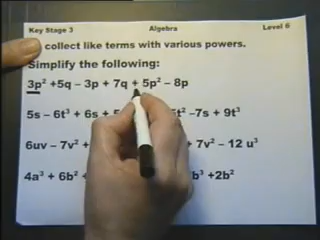 Key Stage 3 Algebra Level 6
collect like terms with various powers.
Simplify the following:
3p² +5q – 3p + 7q + 5p² – 8p
5s – 6t³ + 6s + t² –7s + 9t³
6uv – 7v² + 7v² – 12 u³
4a³ + 6b² b³ +2b²